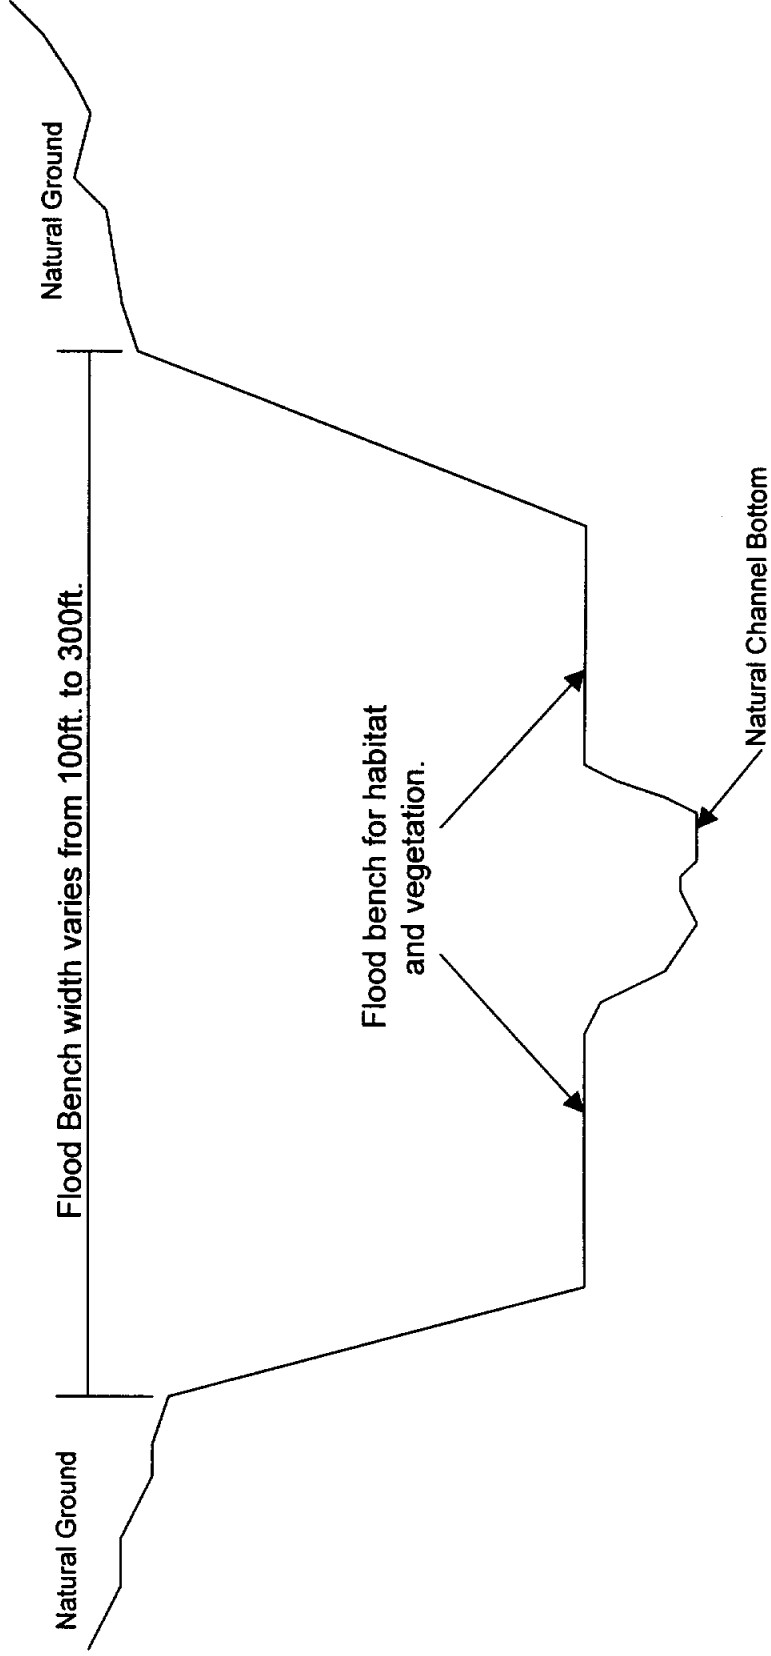 Natural Ground
Flood Bench width varies from 100ft. to 300ft.
Natural Ground
Flood bench for habitat
and vegetation.
Natural Channel Bottom